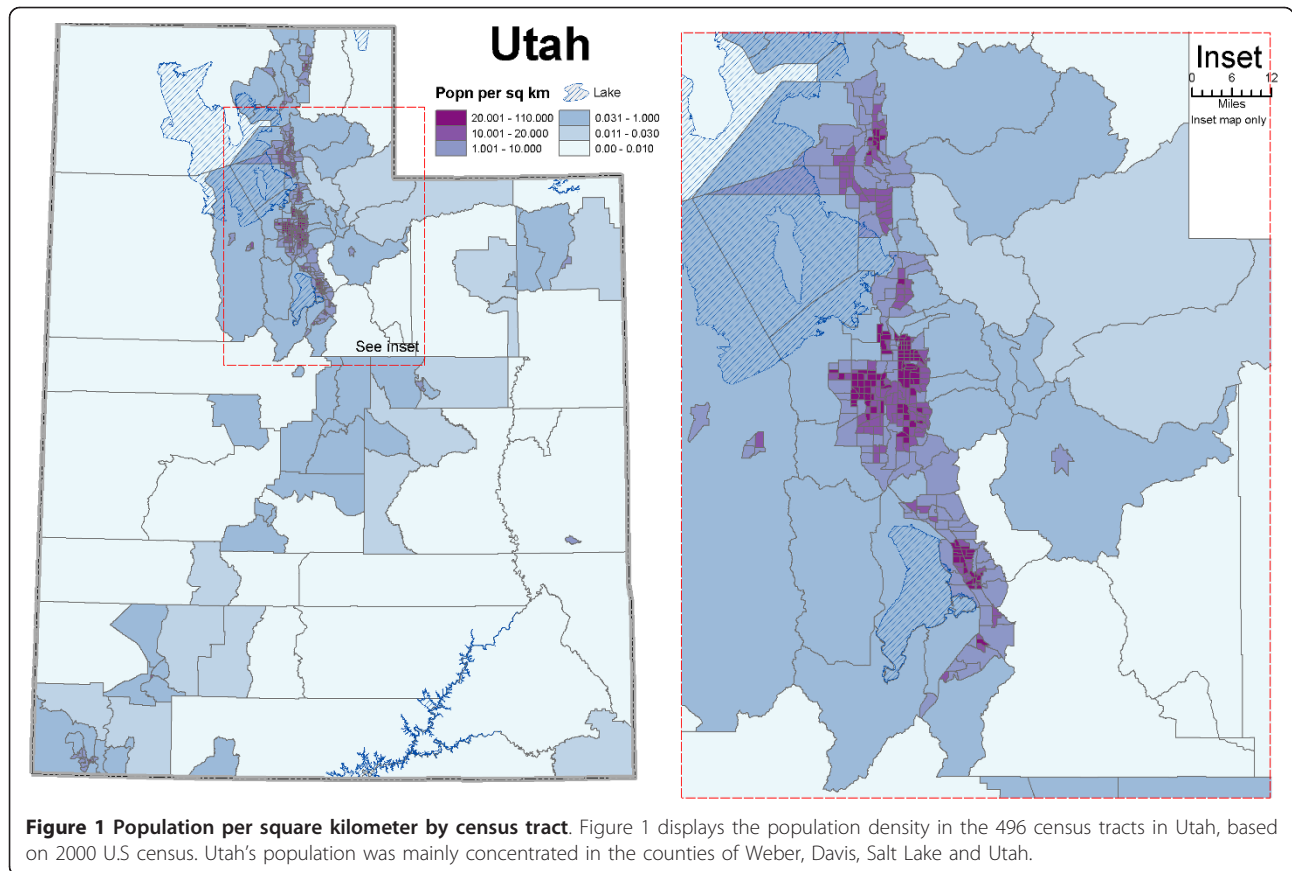 Utah
Popn per sq km
Lake
20.001 - 110.000
0.031 - 1.000
10.001 - 20.000
0.011 - 0.030
1.001 - 10.000
0.00 - 0.010
See inset
Inset
0 6 12
Miles
Inset map only
Figure 1 Population per square kilometer by census tract. Figure 1 displays the population density in the 496 census tracts in Utah, based
on 2000 U.S census. Utah's population was mainly concentrated in the counties of Weber, Davis, Salt Lake and Utah.